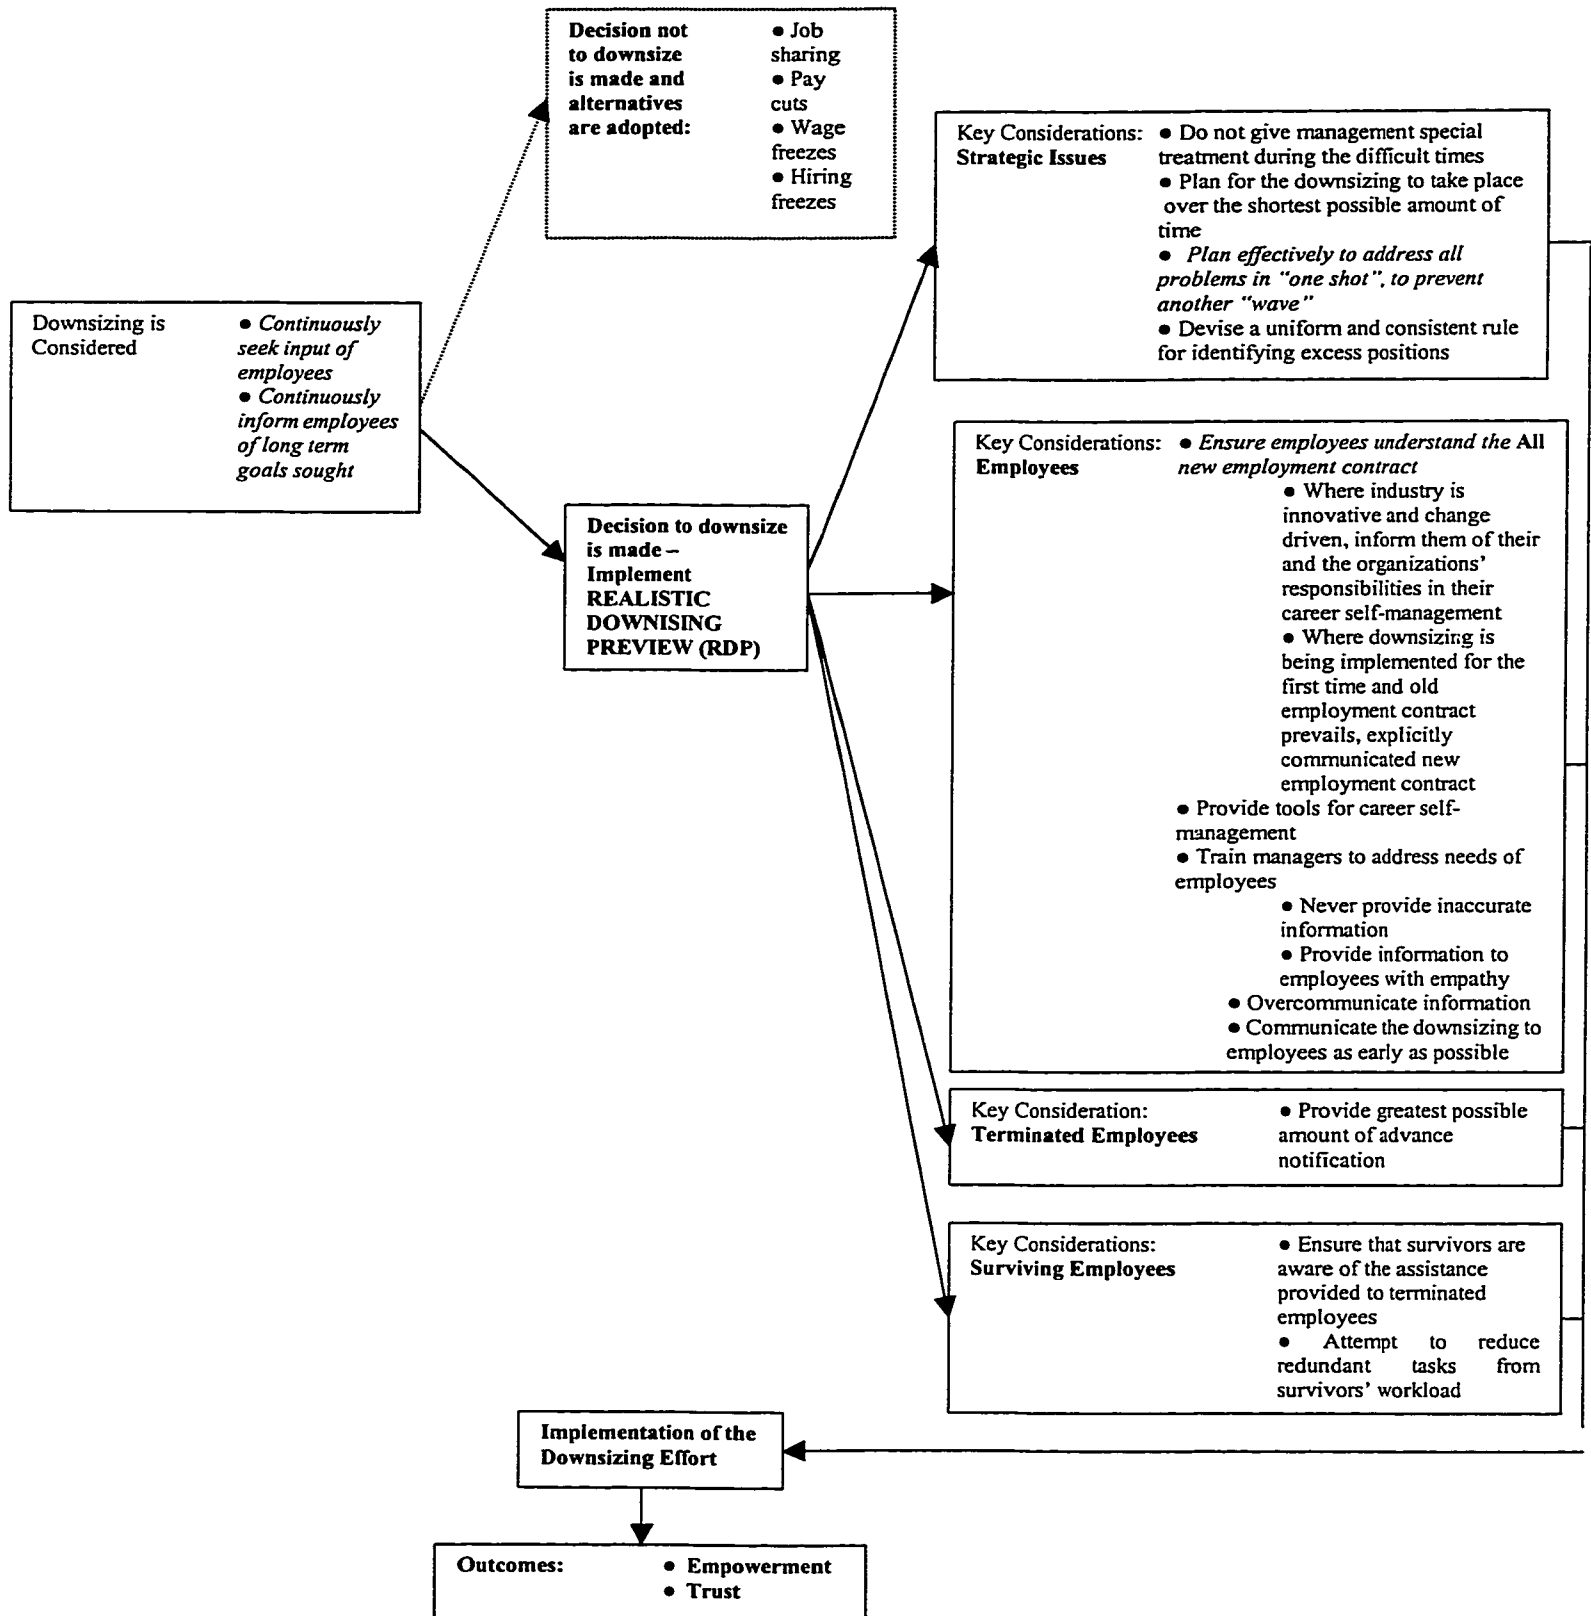 Decision not
to downsize
is made and
alternatives
are adopted:
● Job
sharing
● Pay
cuts
● Wage
freezes
● Hiring
freezes
Key Considerations:
Strategic Issues
● Do not give management special
treatment during the difficult times
● Plan for the downsizing to take place
over the shortest possible amount of
time
● Plan effectively to address all
problems in "one shot", to prevent
another "wave"
● Devise a uniform and consistent rule
for identifying excess positions
Downsizing is
Considered
● Continuously
seek input of
employees
● Continuously
inform employees
of long term
goals sought
Decision to downsize
is made –
Implement
REALISTIC
DOWNISING
PREVIEW (RDP)
Key Considerations:
Employees
● Ensure employees understand the All
new employment contract
● Where industry is
innovative and change
driven, inform them of their
and the organizations'
responsibilities in their
career self-management
● Where downsizing is
being implemented for the
first time and old
employment contract
prevails, explicitly
communicated new
employment contract
● Provide tools for career self-
management
● Train managers to address needs of
employees
● Never provide inaccurate
information
● Provide information to
employees with empathy
● Overcommunicate information
● Communicate the downsizing to
employees as early as possible
Key Consideration:
Terminated Employees
● Provide greatest possible
amount of advance
notification
Key Considerations:
Surviving Employees
● Ensure that survivors are
aware of the assistance
provided to terminated
employees
● Attempt to reduce
redundant tasks from
survivors' workload
Implementation of the
Downsizing Effort
Outcomes:
● Empowerment
● Trust